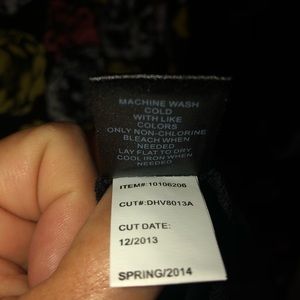 MACHINE WASH
COLD
WITH LIKE
COLORS
ONLY NON-CHLORINE
BLEACH WHEN
NEEDED
LAY FLAT TO DRY
COOL IRON WHEN
NEEDED
ITEM#:10106206
CUT#:DHV8013A
CUT DATE:
12/2013
SPRING/2014